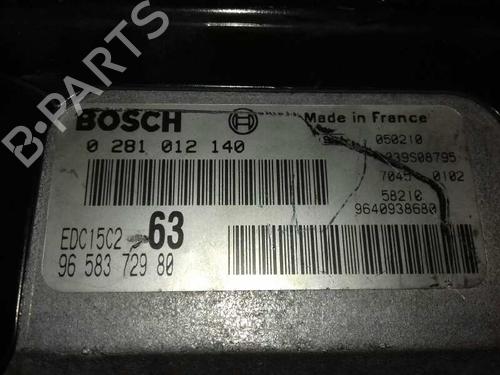 B-PARTS
BOSCH
Made in France
0 281 012 140
050210
039S08795
7045 0102
58210
9640938680
EDC15C2 63
96 583 729 80